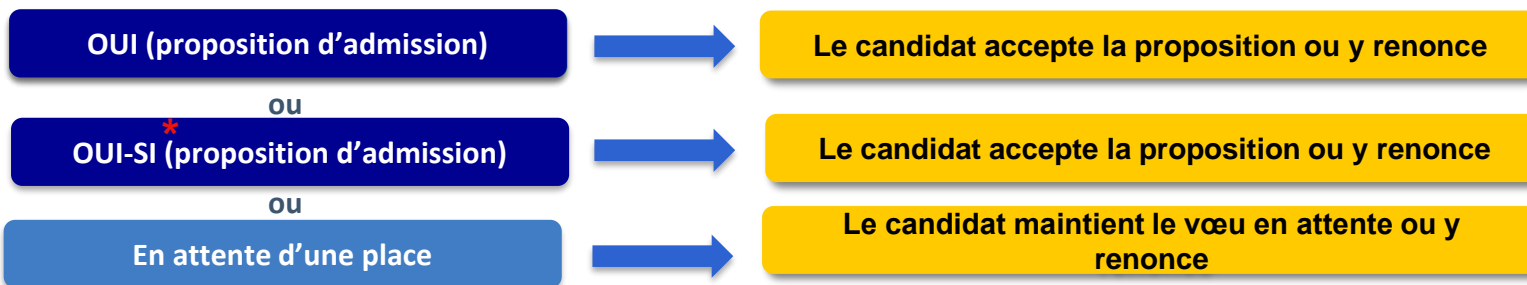 OUI (proposition d’admission)
Le candidat accepte la proposition ou y renonce
ou
*
OUI-SI (proposition d’admission)
Le candidat accepte la proposition ou y renonce
ou
En attente d’une place
Le candidat maintient le vœu en attente ou y
renonce